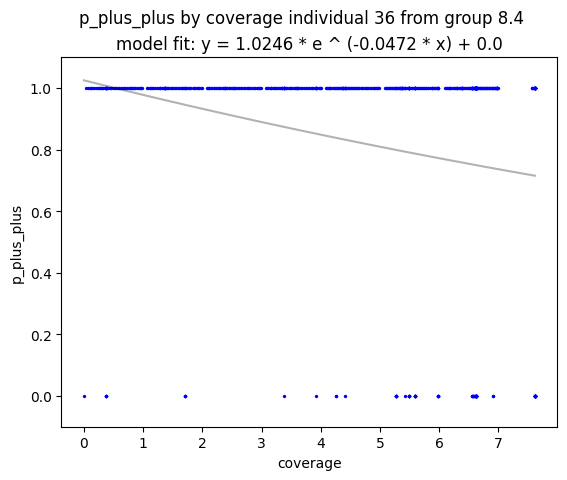 p_plus_plus by coverage individual 36 from group 8.4
model fit: y = 1.0246 * e ^ (-0.0472 * x) + 0.0
1.0
0.8
0.6
0.4
0.2
0.0
p_plus_plus
0 1 2 3 4 5 6 7
coverage